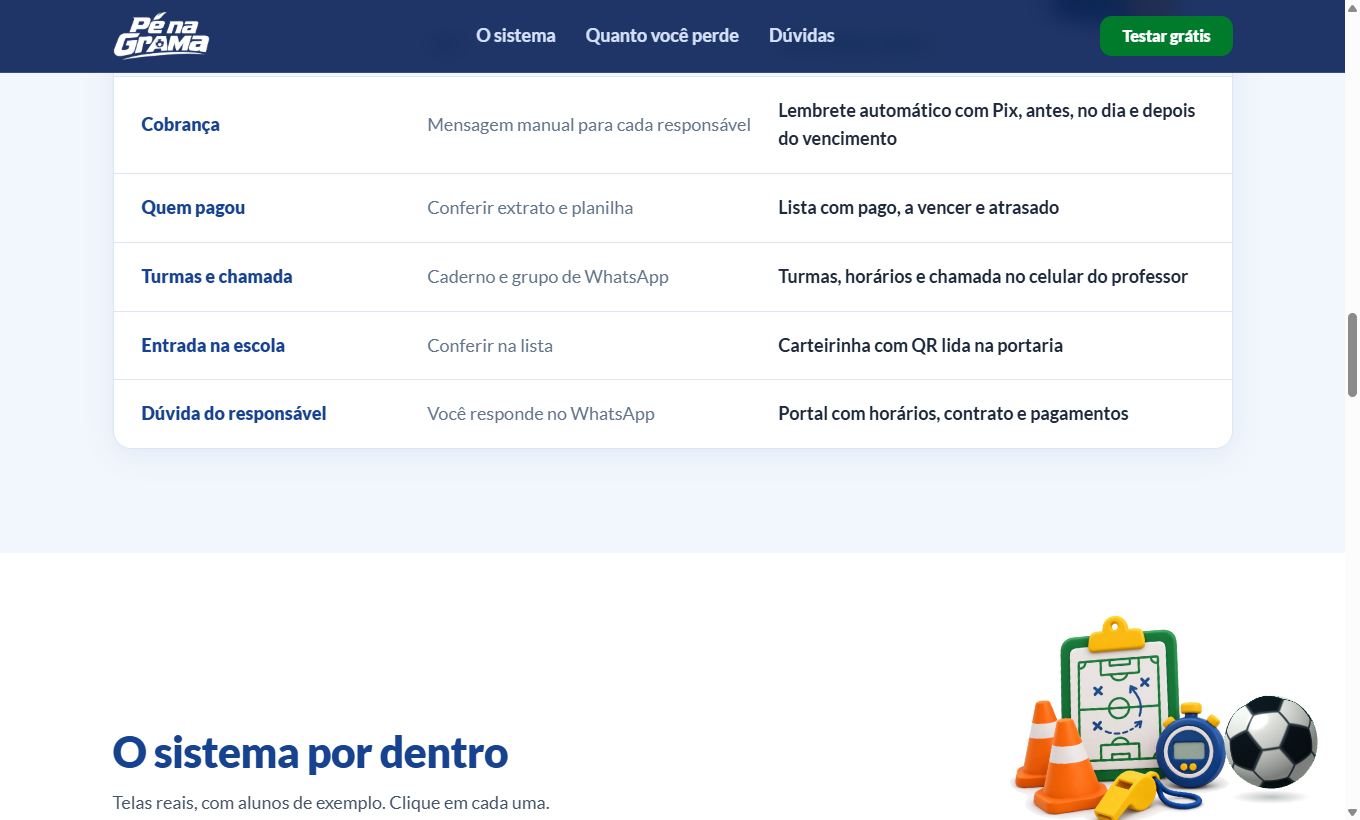 Pé na
GRAMA
O sistema
Quanto você perde
Dúvidas
Testar grátis
Cobrança
Mensagem manual para cada responsável
Lembrete automático com Pix, antes, no dia e depois
do vencimento
Quem pagou
Conferir extrato e planilha
Lista com pago, a vencer e atrasado
Turmas e chamada
Caderno e grupo de WhatsApp
Turmas, horários e chamada no celular do professor
Entrada na escola
Conferir na lista
Carteirinha com QR lida na portaria
Dúvida do responsável
Você responde no WhatsApp
Portal com horários, contrato e pagamentos
O sistema por dentro
Telas reais, com alunos de exemplo. Clique em cada uma.